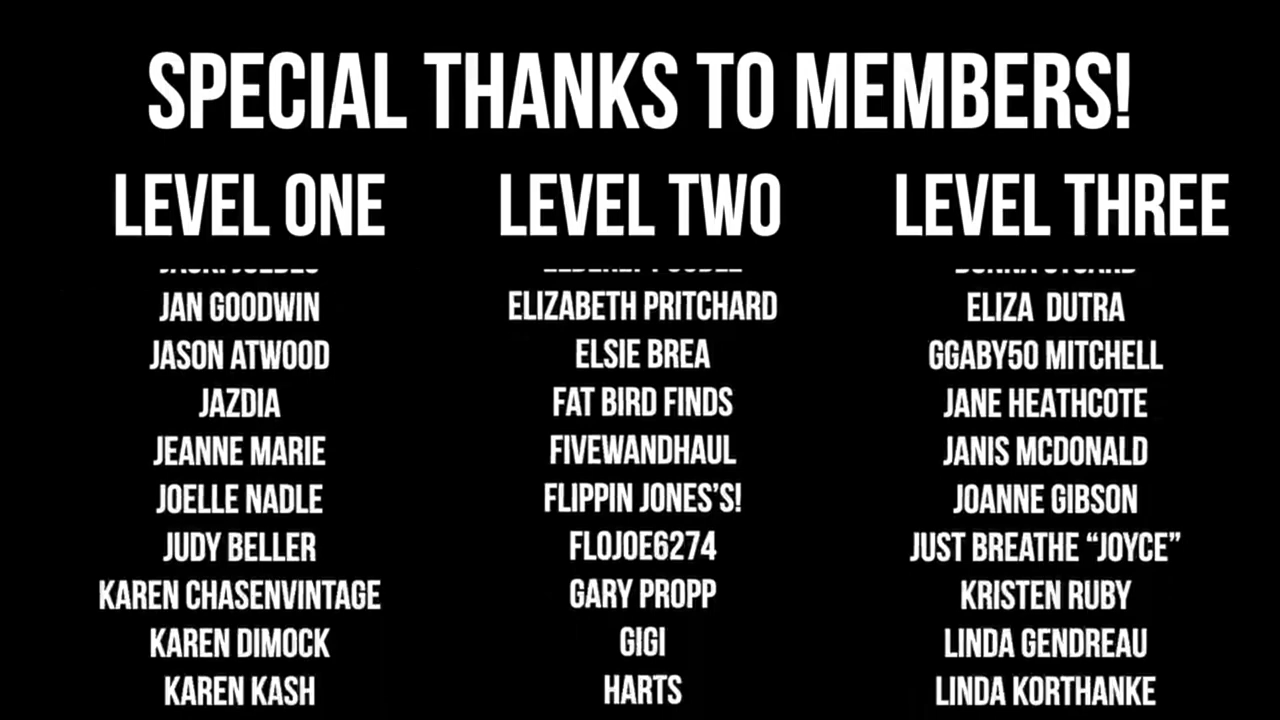 SPECIAL THANKS TO MEMBERS!
LEVEL ONE
JAN GOODWIN
JASON ATWOOD
JAZDIA
JEANNE MARIE
JOELLE NADLE
JUDY BELLER
KAREN CHASENVINTAGE
KAREN DIMOCK
KAREN KASH
LEVEL TWO
ELIZABETH PRITCHARD
ELSIE BREA
FAT BIRD FINDS
FIVEWANDHAUL
FLIPPIN JONES'S!
FLOJOE6274
GARY PROPP
GIGI
HARTS
LEVEL THREE
ELIZA DUTRA
GGABY50 MITCHELL
JANE HEATHCOTE
JANIS MCDONALD
JOANNE GIBSON
JUST BREATHE “JOYCE”
KRISTEN RUBY
LINDA GENDREAU
LINDA KORTHANKE